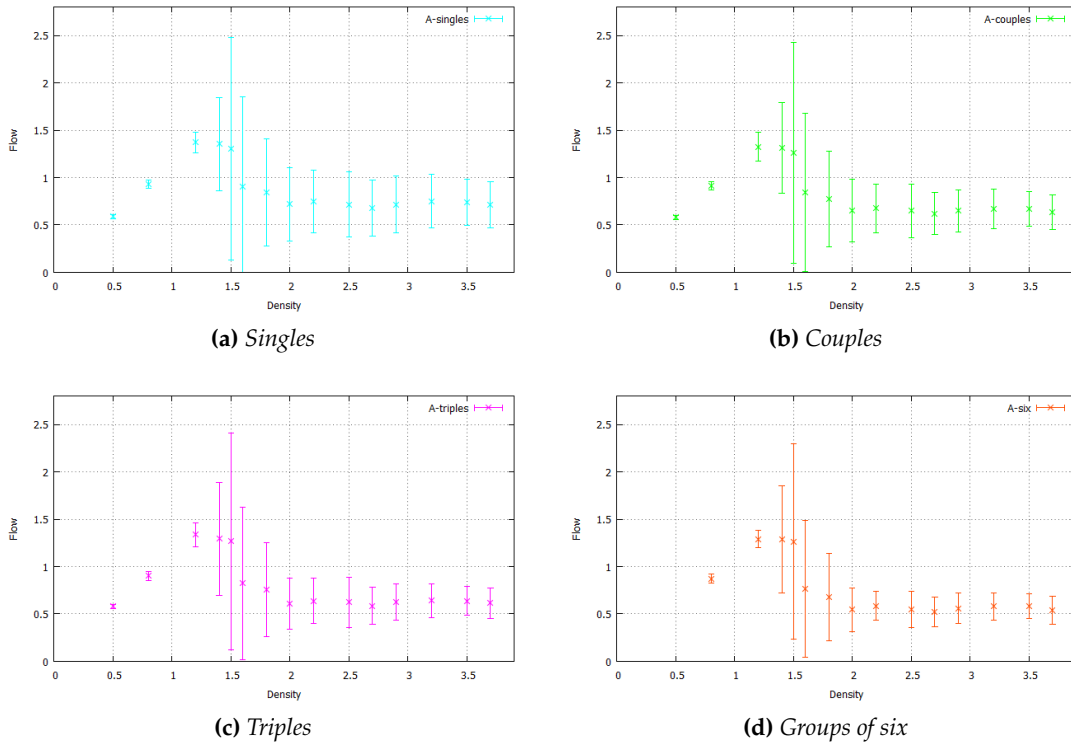 A-singles
2.5
2
1.5
1
0.5
0
Flow
0 0.5 1 1.5 2 2.5 3 3.5
Density
(a) Singles
A-couples
2.5
2
1.5
1
0.5
0
Flow
0 0.5 1 1.5 2 2.5 3 3.5
Density
(b) Couples
A-triples
2.5
2
1.5
1
0.5
0
Flow
0 0.5 1 1.5 2 2.5 3 3.5
Density
(c) Triples
A-six
2.5
2
1.5
1
0.5
0
Flow
0 0.5 1 1.5 2 2.5 3 3.5
Density
(d) Groups of six